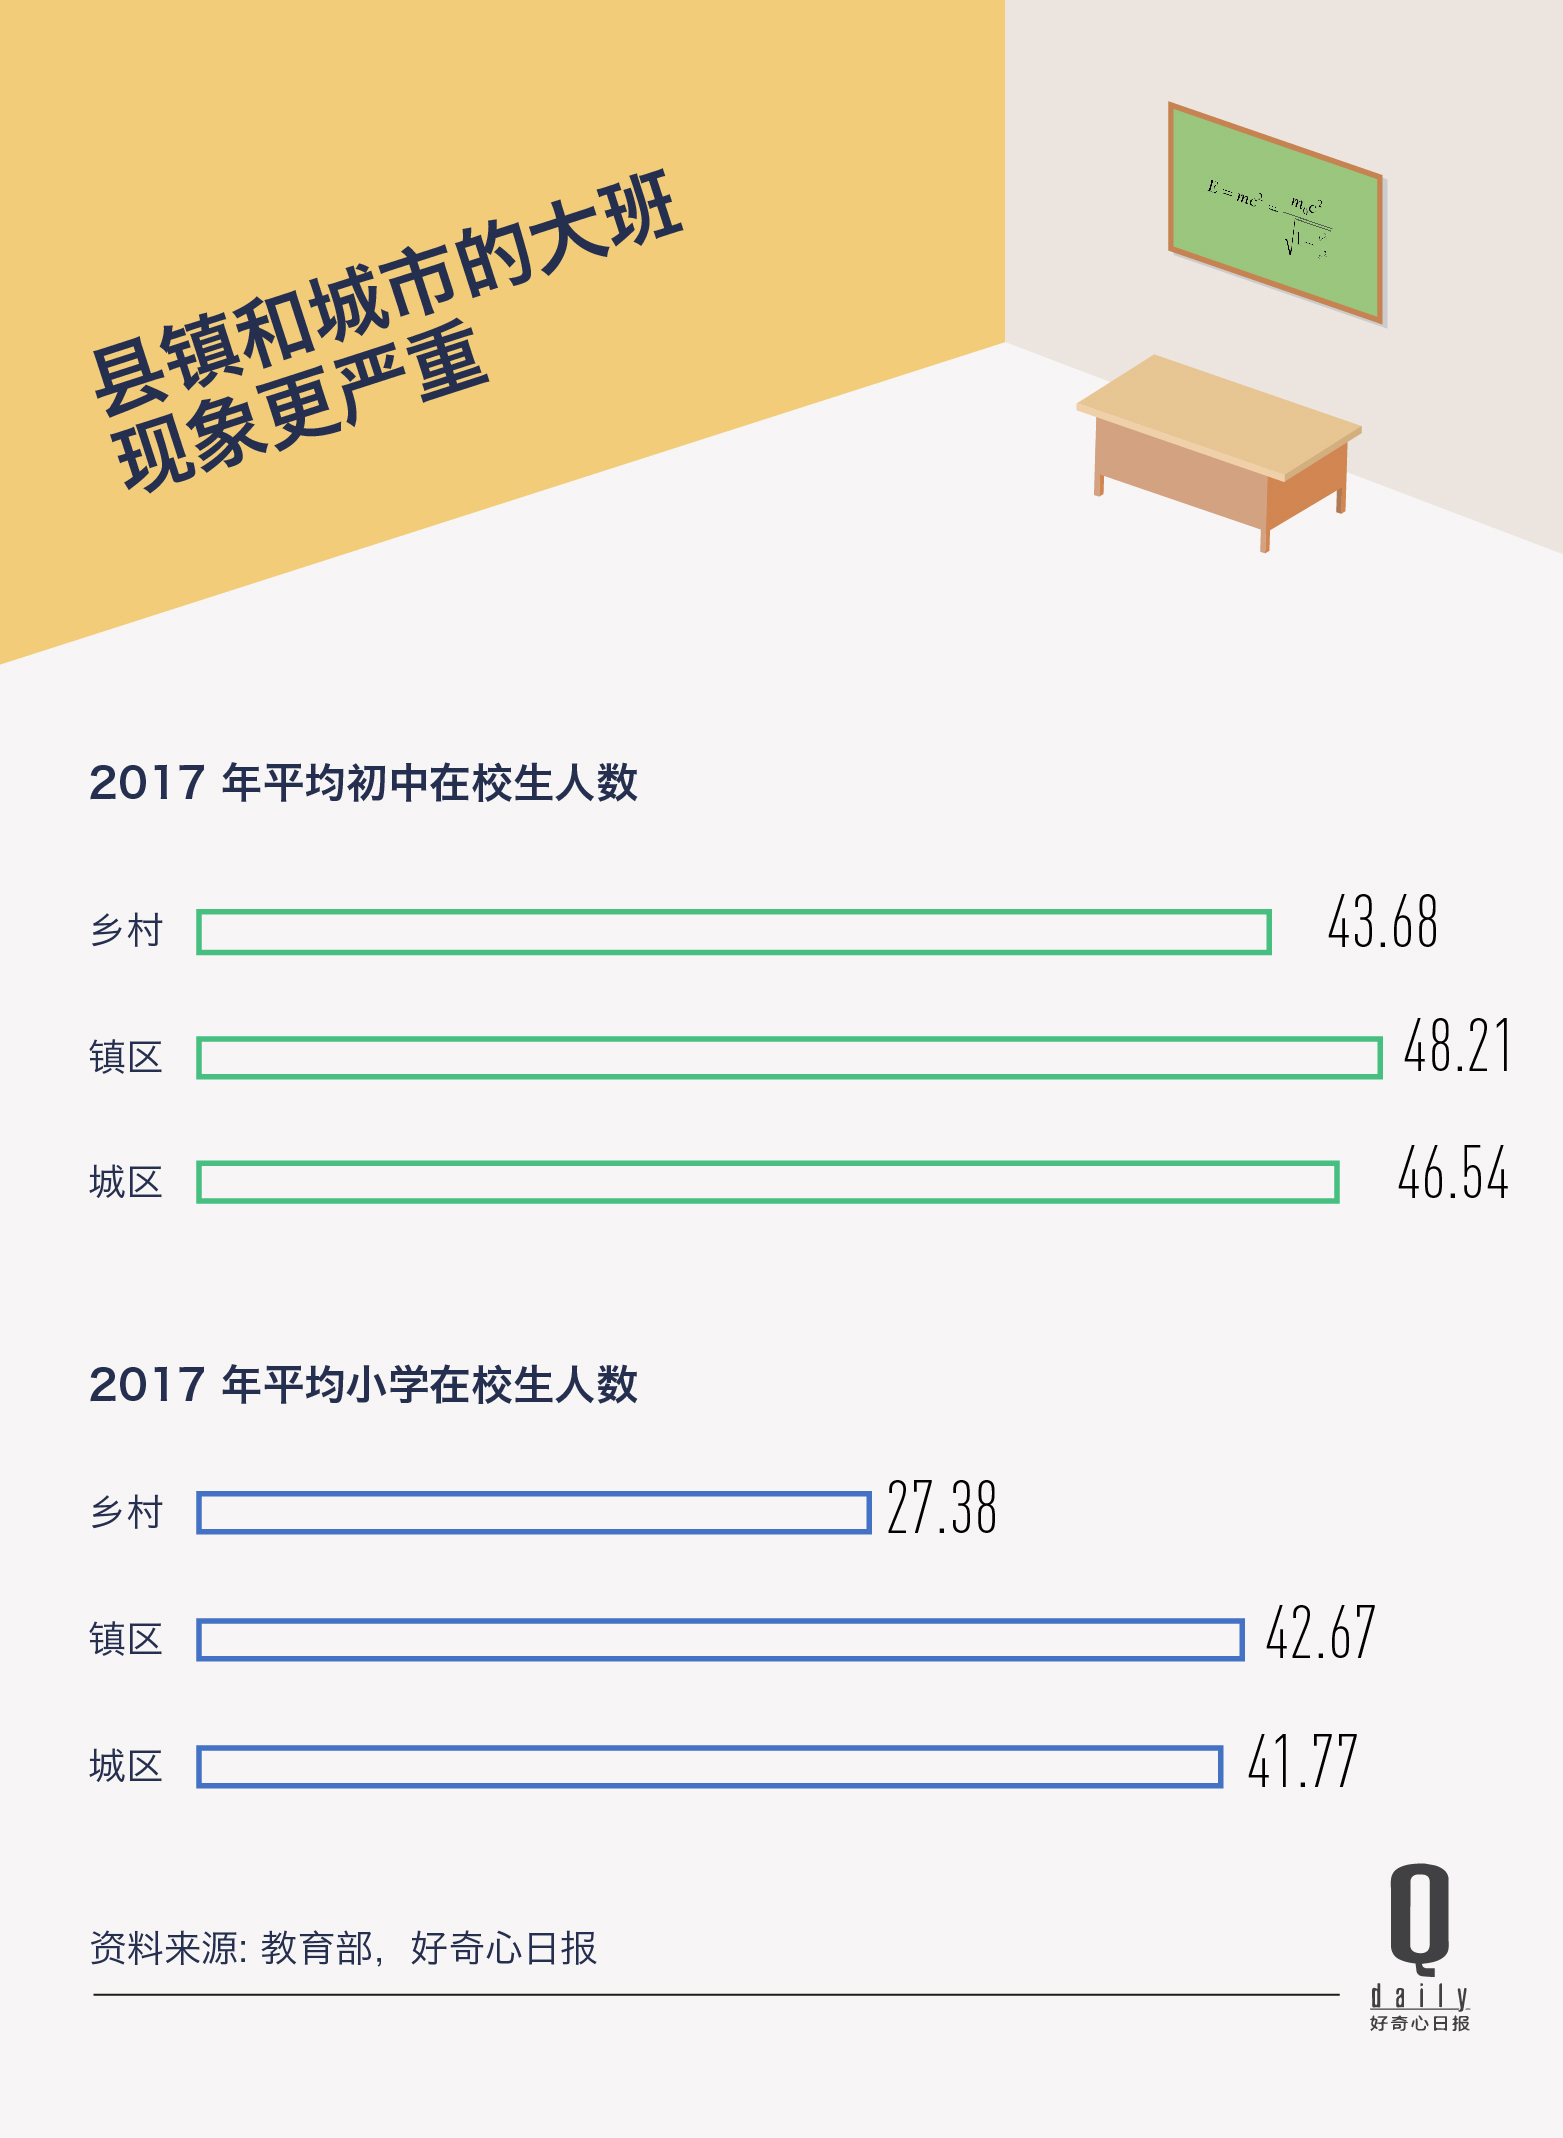 县镇和城市的大班
现象更严重
E = mc² = m₀c²
2017 年平均初中在校生人数
乡村 43.68
镇区 48.21
城区 46.54
2017 年平均小学在校生人数
乡村 27.38
镇区 42.67
城区 41.77
资料来源: 教育部，好奇心日报
Q
daily
好奇心日报